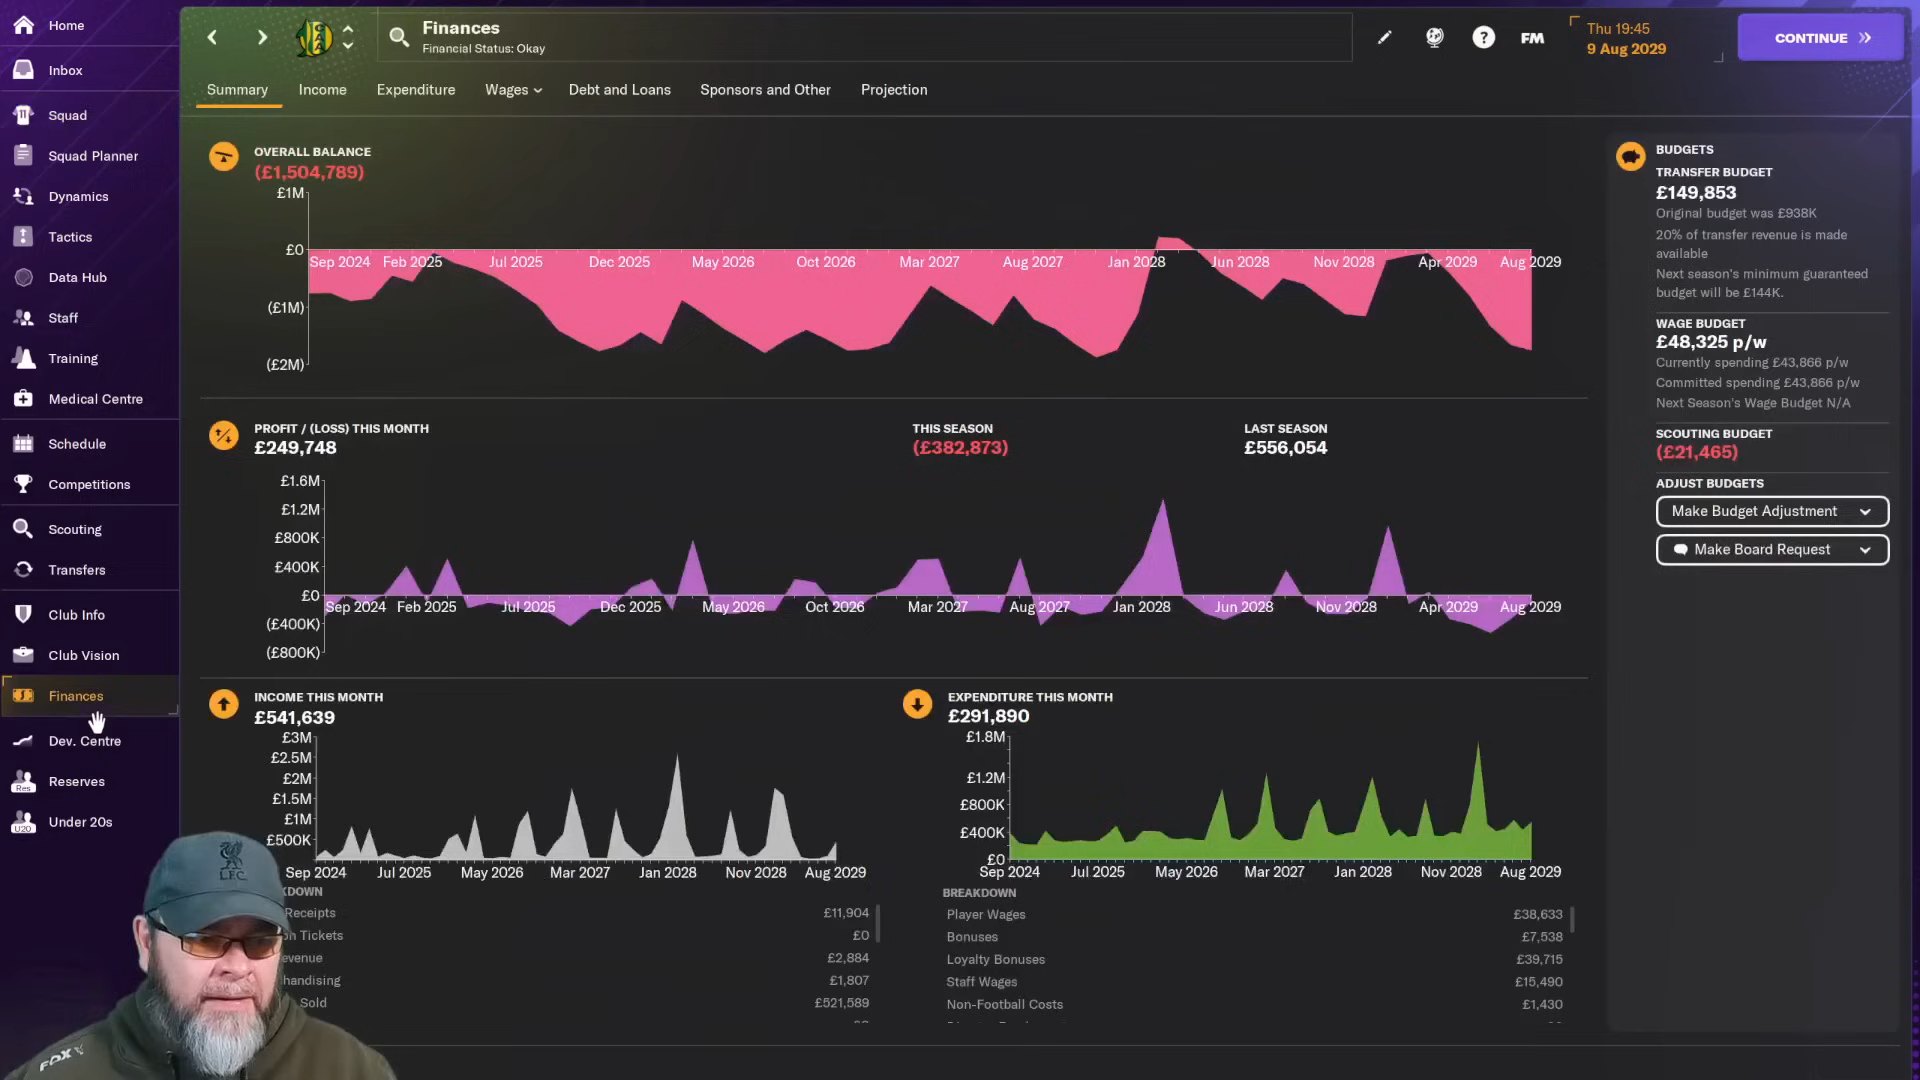 Home
Inbox
Squad
Squad Planner
Dynamics
Tactics
Data Hub
Staff
Training
Medical Centre
Schedule
Competitions
Scouting
Transfers
Club Info
Club Vision
Finances
Dev. Centre
Res
Reserves
U20
Under 20s
Finances
Financial Status: Okay
?
FM
Thu 19:45
9 Aug 2029
CONTINUE
Summary
Income
Expenditure
Wages
Debt and Loans
Sponsors and Other
Projection
OVERALL BALANCE
(£1,504,789)
£1M
£0
(£1M)
(£2M)
Sep 2024 Feb 2025 Jul 2025 Dec 2025 May 2026 Oct 2026 Mar 2027 Aug 2027 Jan 2028 Jun 2028 Nov 2028 Apr 2029 Aug 2029
PROFIT / (LOSS) THIS MONTH
£249,748
THIS SEASON
(£382,873)
LAST SEASON
£556,054
£1.6M
£1.2M
£800K
£400K
£0
(£400K)
(£800K)
Sep 2024 Feb 2025 Jul 2025 Dec 2025 May 2026 Oct 2026 Mar 2027 Aug 2027 Jan 2028 Jun 2028 Nov 2028 Apr 2029 Aug 2029
INCOME THIS MONTH
£541,639
£3M
£2.5M
£2M
£1.5M
£1M
£500K
Sep 2024 Jul 2025 May 2026 Mar 2027 Jan 2028 Nov 2028 Aug 2029
KDOWN
Receipts £11,904
on Tickets £0
evenue £2,884
handising £1,807
Sold £521,589
EXPENDITURE THIS MONTH
£291,890
£1.8M
£1.2M
£800K
£400K
£0
Sep 2024 Jul 2025 May 2026 Mar 2027 Jan 2028 Nov 2028 Aug 2029
BREAKDOWN
Player Wages £38,633
Bonuses £7,538
Loyalty Bonuses £39,715
Staff Wages £15,490
Non-Football Costs £1,430
BUDGETS
TRANSFER BUDGET
£149,853
Original budget was £938K
20% of transfer revenue is made
available
Next season's minimum guaranteed
budget will be £144K.
WAGE BUDGET
£48,325 p/w
Currently spending £43,866 p/w
Committed spending £43,866 p/w
Next Season's Wage Budget N/A
SCOUTING BUDGET
(£21,465)
ADJUST BUDGETS
Make Budget Adjustment
Make Board Request
L.F.C.
FOX